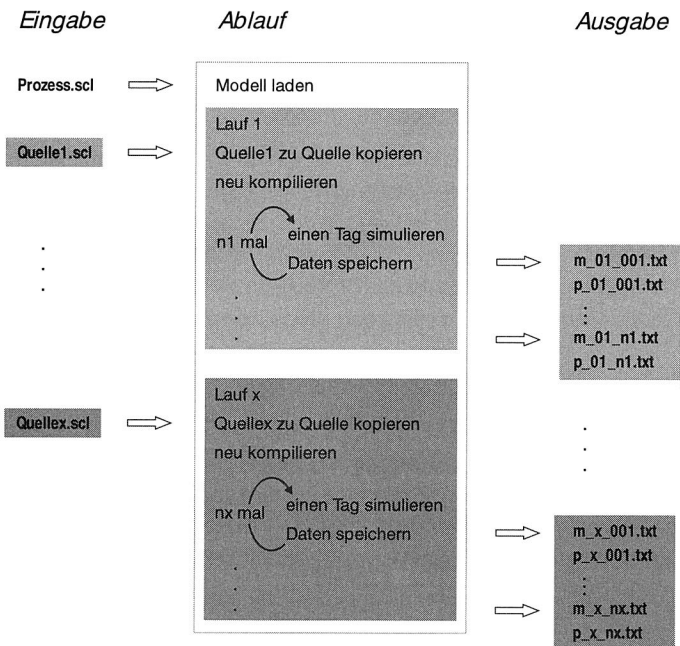 Eingabe
Ablauf
Ausgabe
Prozess.scl
Modell laden
Lauf 1
Quelle1.scl
Quelle1 zu Quelle kopieren
neu kompilieren
n1 mal
einen Tag simulieren
Daten speichern
m_01_001.txt
p_01_001.txt
m_01_n1.txt
p_01_n1.txt
Lauf x
Quellex.scl
Quellex zu Quelle kopieren
neu kompilieren
nx mal
einen Tag simulieren
Daten speichern
m_x_001.txt
p_x_001.txt
m_x_nx.txt
p_x_nx.txt